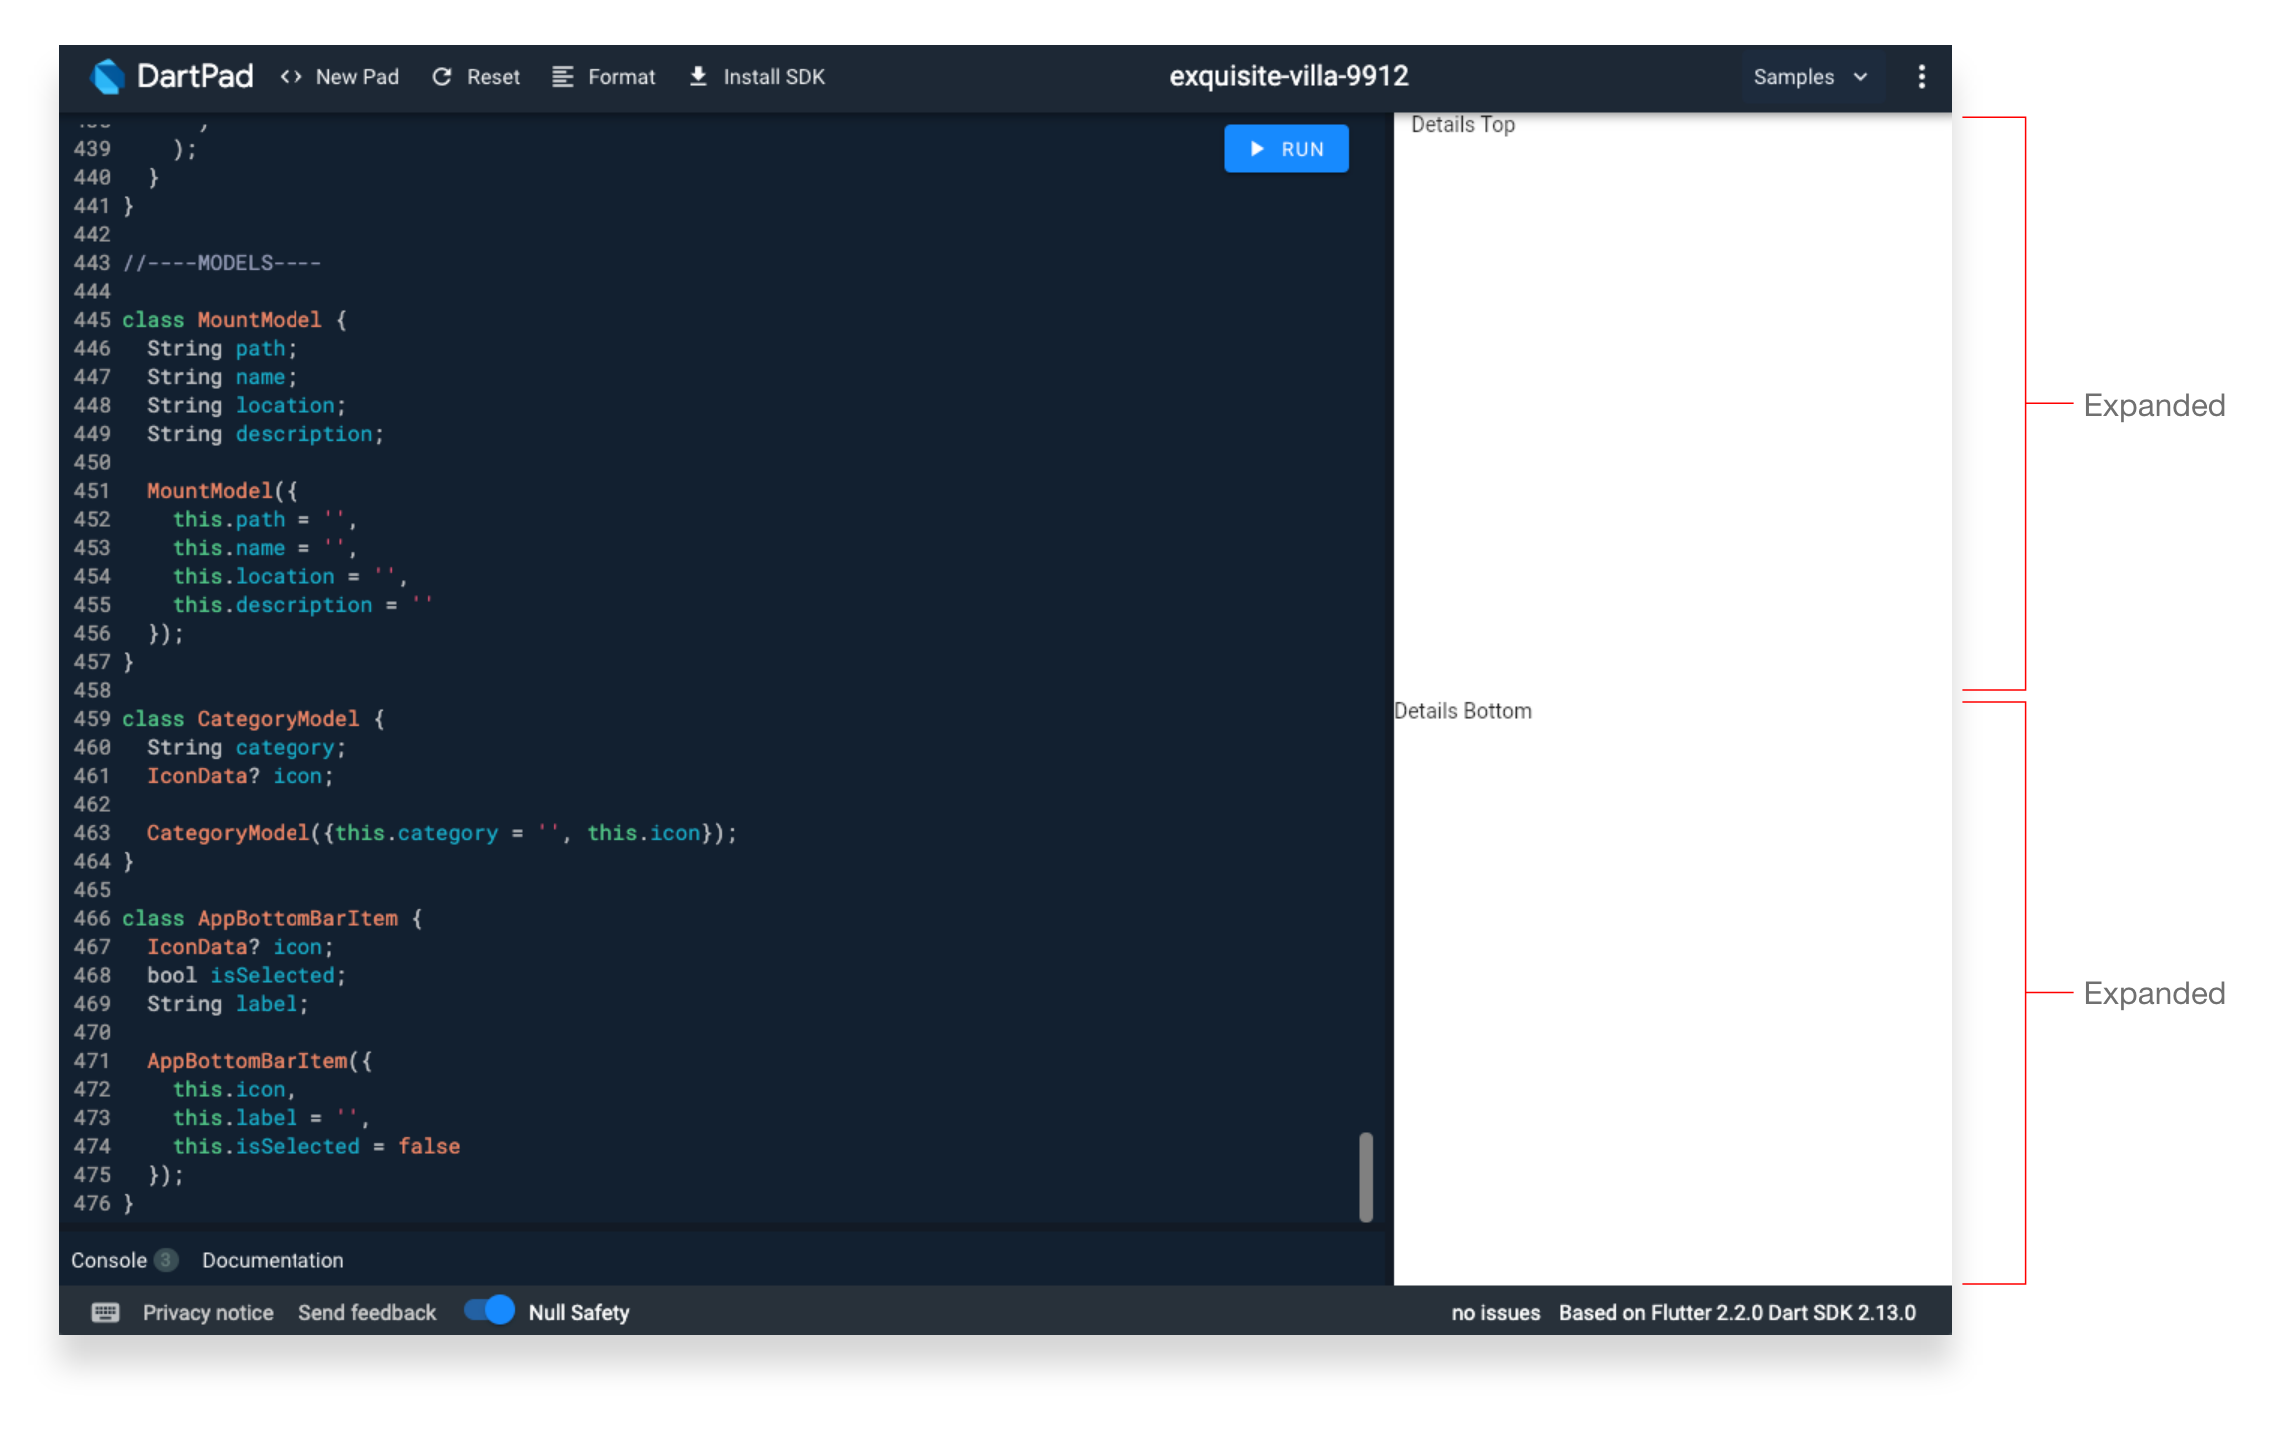 DartPad <> New Pad Reset Format Install SDK exquisite-villa-9912 Samples
RUN
439     );
440   }
441 }
442
443 //----MODELS----
444
445 class MountModel {
446   String path;
447   String name;
448   String location;
449   String description;
450
451   MountModel({
452     this.path = '',
453     this.name = '',
454     this.location = '',
455     this.description = ''
456   });
457 }
458
459 class CategoryModel {
460   String category;
461   IconData? icon;
462
463   CategoryModel({this.category = '', this.icon});
464 }
465
466 class AppBottomBarItem {
467   IconData? icon;
468   bool isSelected;
469   String label;
470
471   AppBottomBarItem({
472     this.icon,
473     this.label = '',
474     this.isSelected = false
475   });
476 }
Details Top
Expanded
Details Bottom
Expanded
Console 3 Documentation
Privacy notice Send feedback Null Safety no issues Based on Flutter 2.2.0 Dart SDK 2.13.0